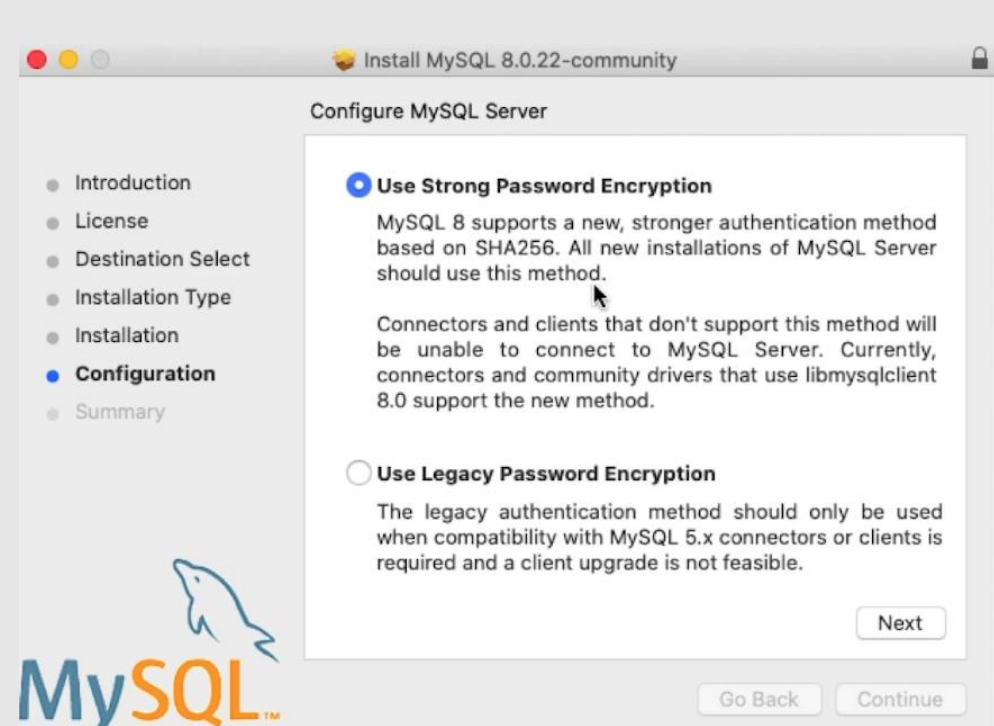 Install MySQL 8.0.22-community
Configure MySQL Server
Introduction
License
Destination Select
Installation Type
Installation
Configuration
Summary
Use Strong Password Encryption
MySQL 8 supports a new, stronger authentication method
based on SHA256. All new installations of MySQL Server
should use this method.
Connectors and clients that don't support this method will
be unable to connect to MySQL Server. Currently,
connectors and community drivers that use libmysqlclient
8.0 support the new method.
Use Legacy Password Encryption
The legacy authentication method should only be used
when compatibility with MySQL 5.x connectors or clients is
required and a client upgrade is not feasible.
Next
MySQL™
Go Back
Continue